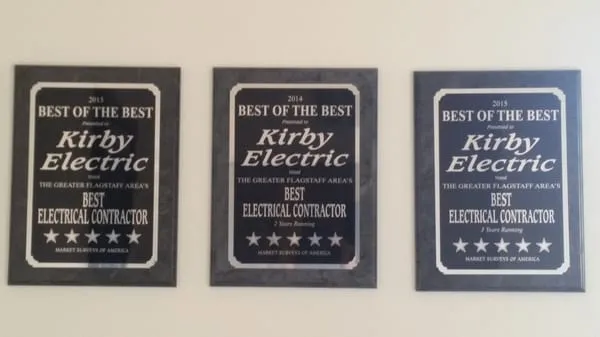 2013
BEST OF THE BEST
Presented to
Kirby
Electric
Voted
THE GREATER FLAGSTAFF AREA'S
BEST
ELECTRICAL CONTRACTOR
MARKET SURVEYS OF AMERICA
2014
BEST OF THE BEST
Presented to
Kirby
Electric
Voted
THE GREATER FLAGSTAFF AREA'S
BEST
ELECTRICAL CONTRACTOR
2 Years Running
MARKET SURVEYS OF AMERICA
2015
BEST OF THE BEST
Presented to
Kirby
Electric
Voted
THE GREATER FLAGSTAFF AREA'S
BEST
ELECTRICAL CONTRACTOR
3 Years Running
MARKET SURVEYS OF AMERICA